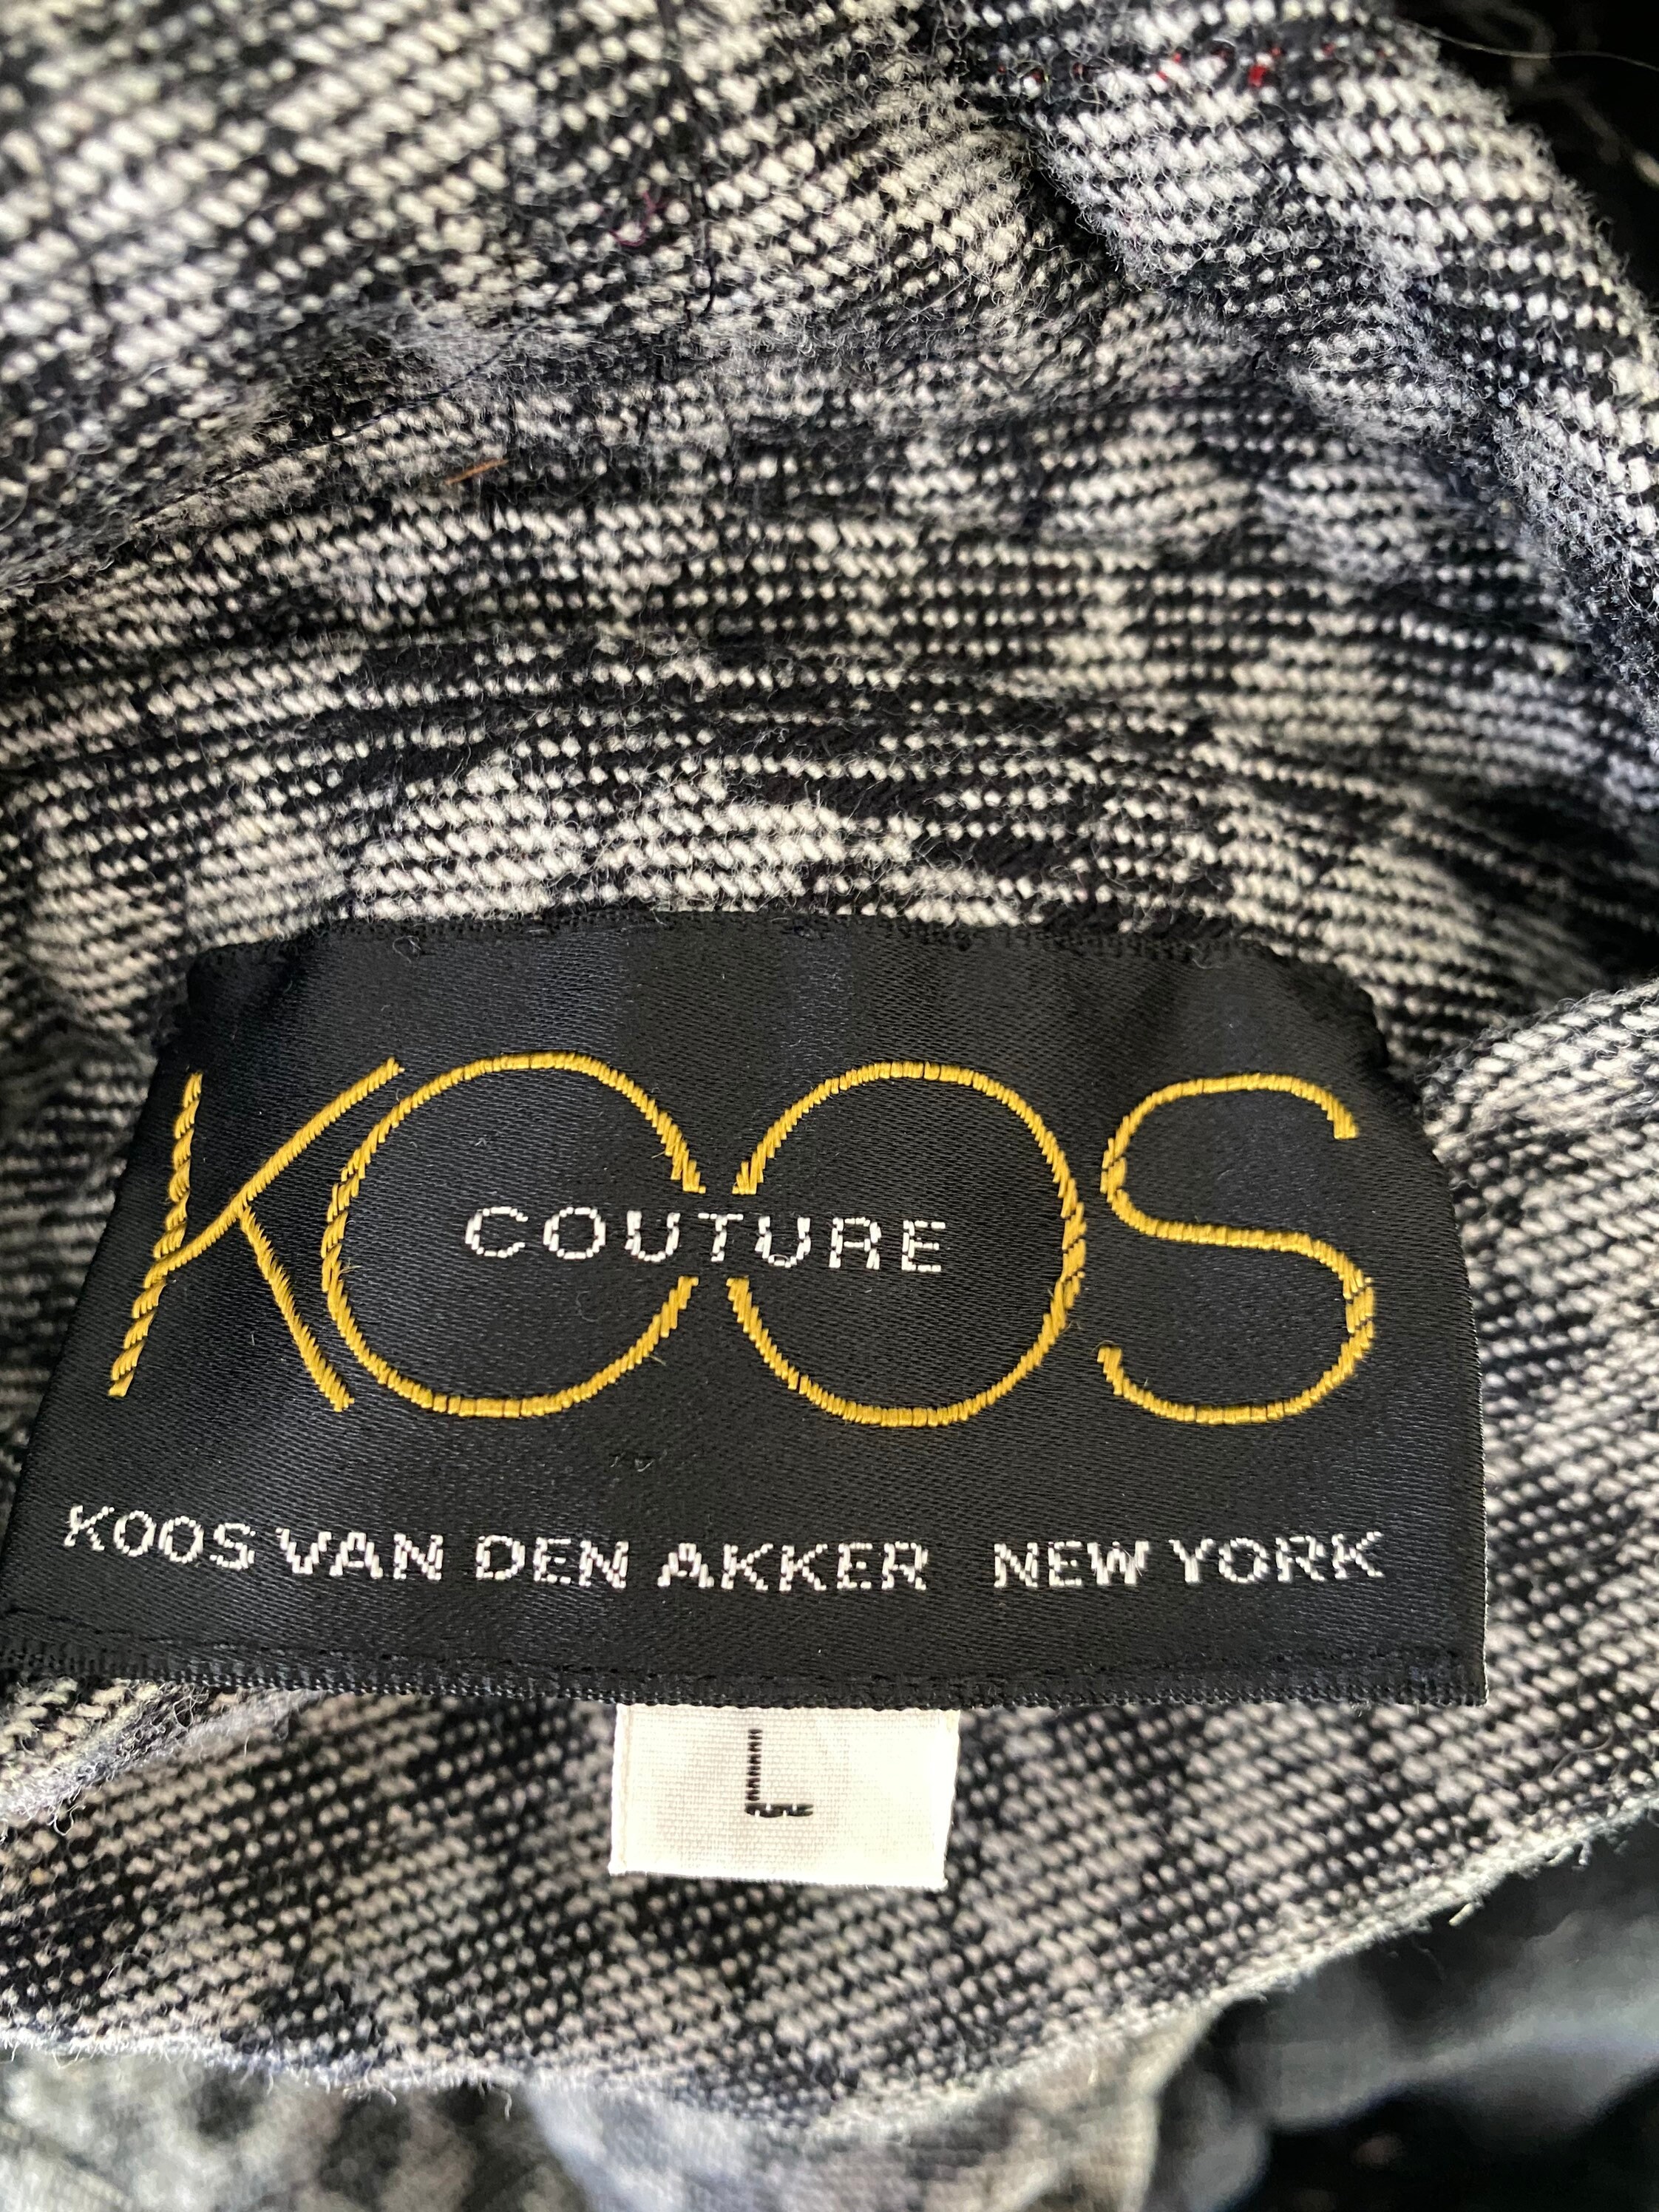 KOOS
COUTURE
KOOS VAN DEN AKKER NEW YORK
L